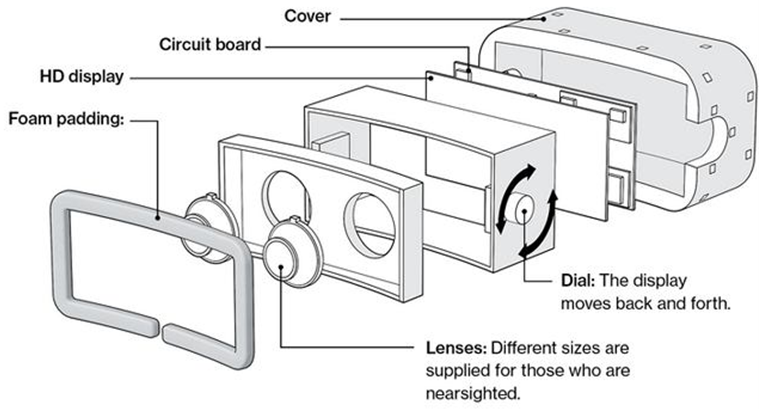 Cover
Circuit board
HD display
Foam padding:
Dial: The display
moves back and forth.
Lenses: Different sizes are
supplied for those who are
nearsighted.